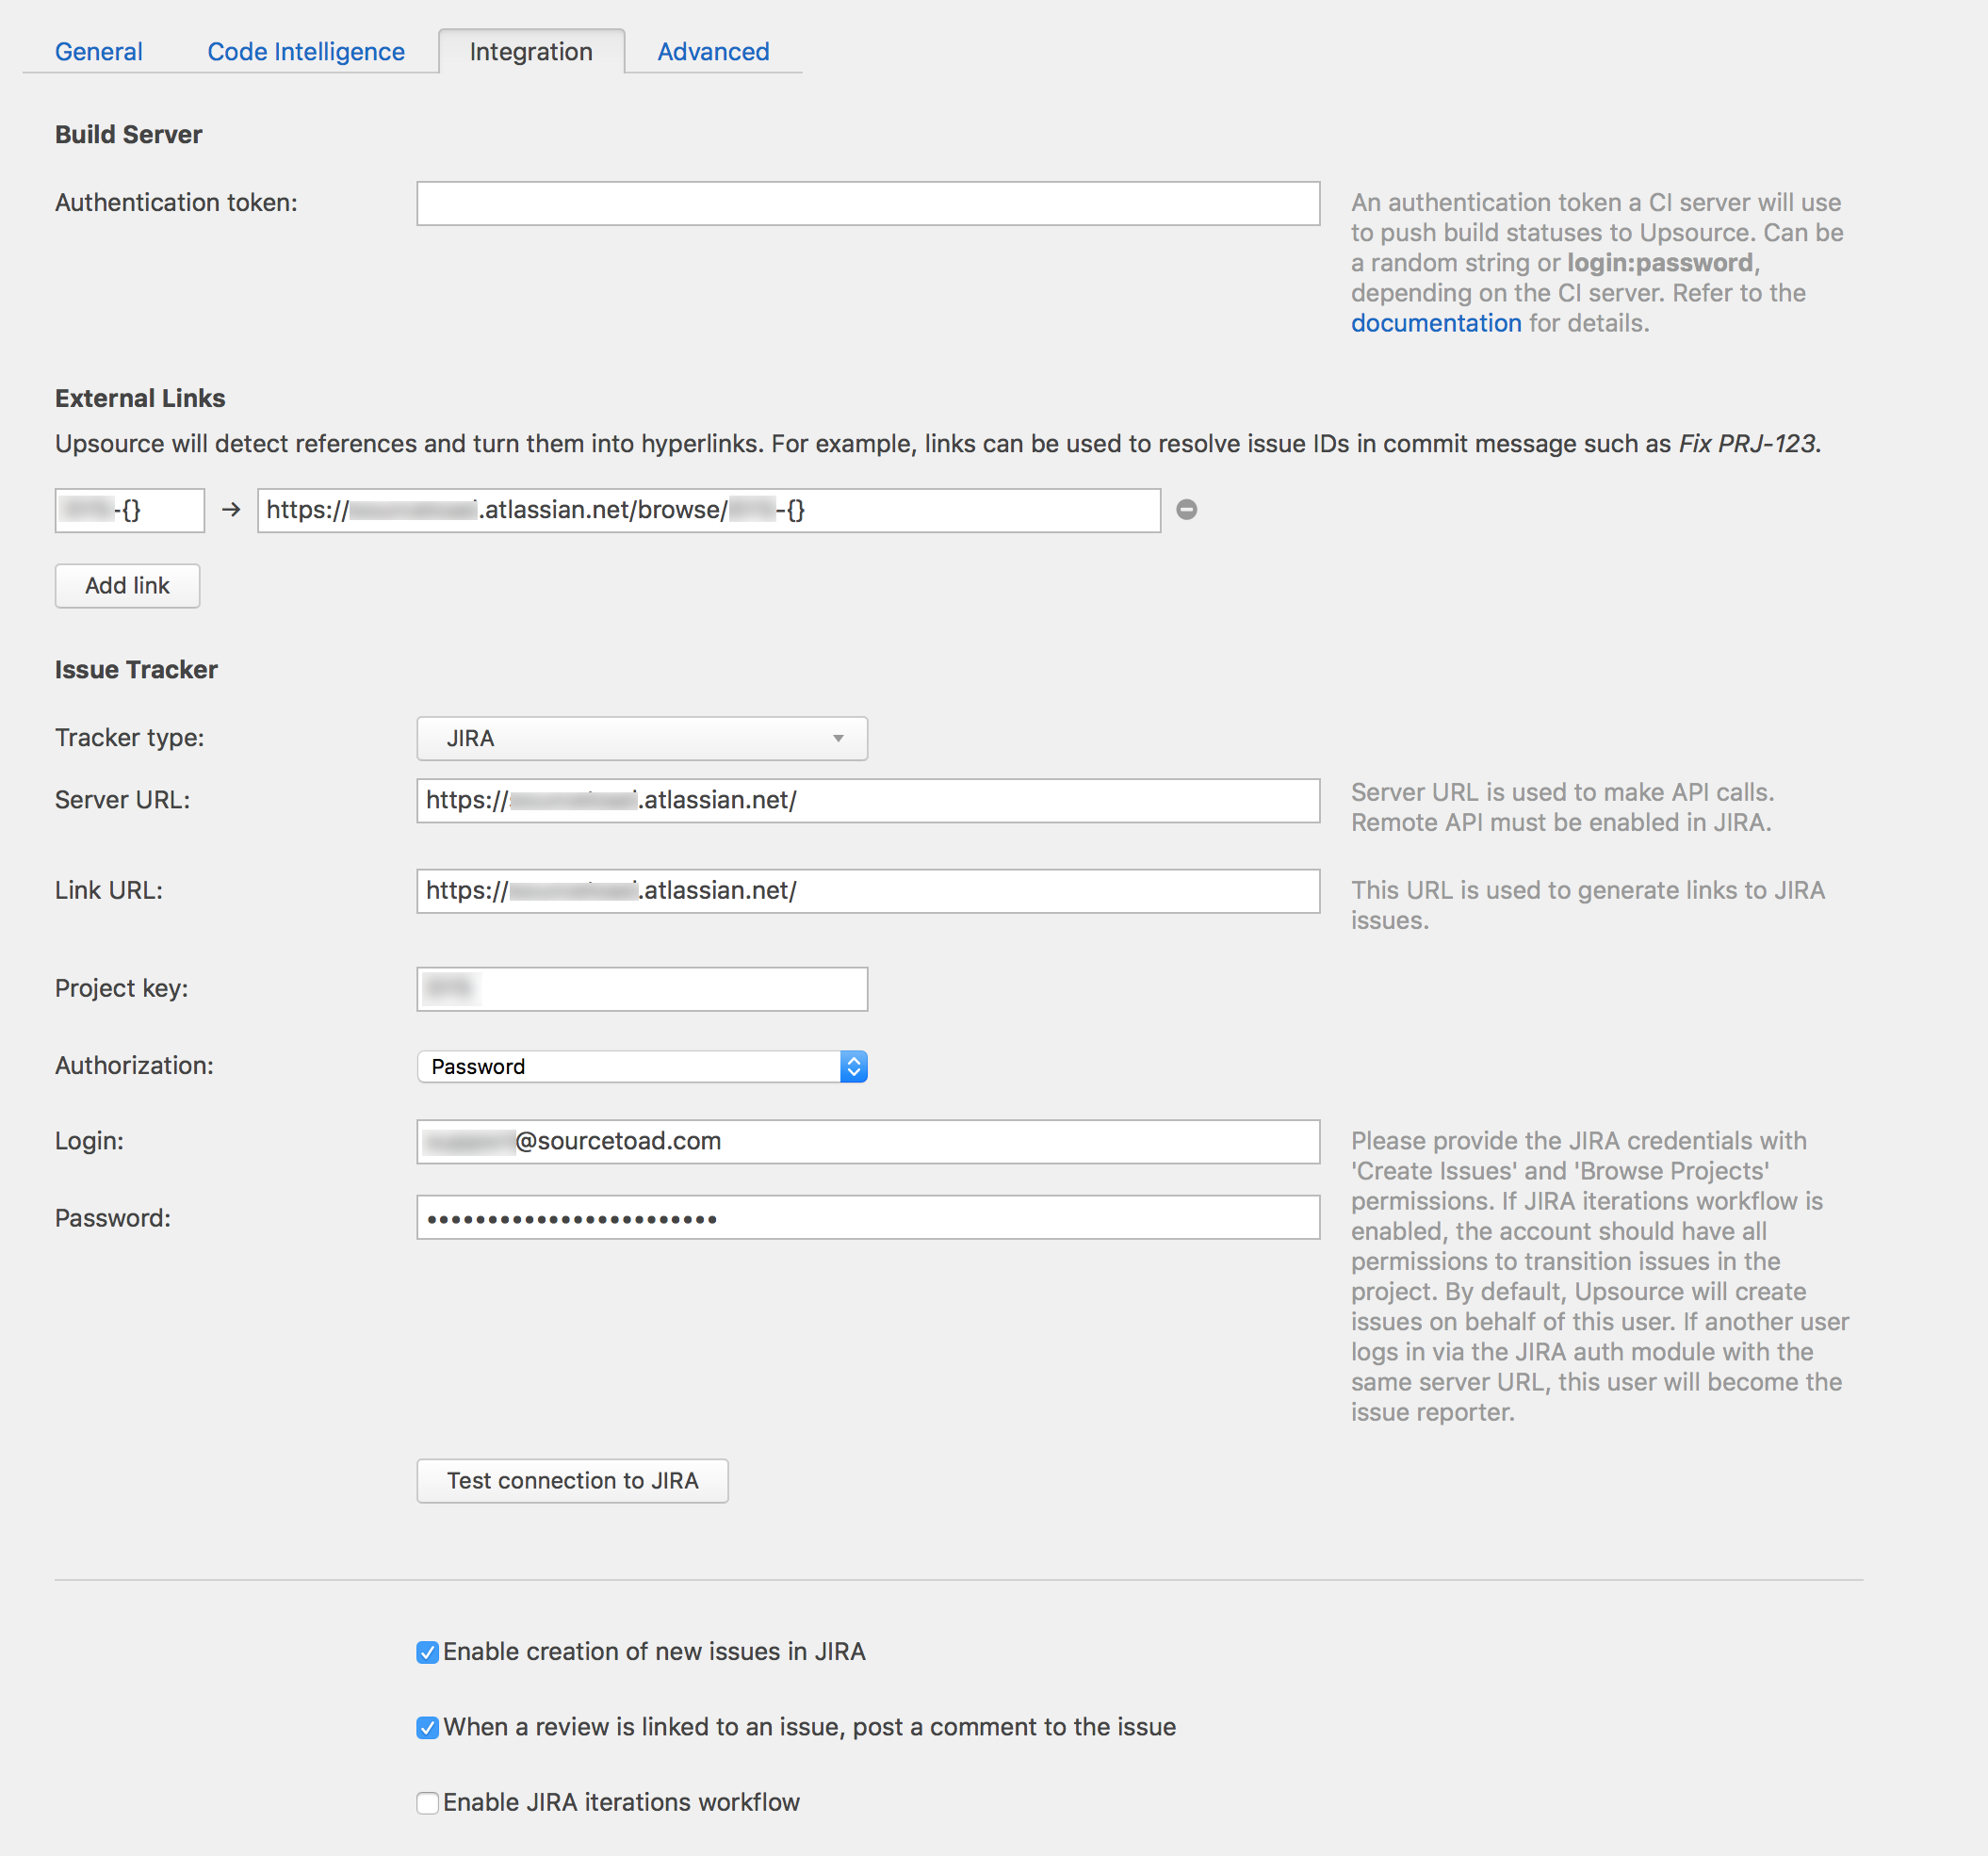 General Code Intelligence Integration Advanced
Build Server
Authentication token:
An authentication token a CI server will use
to push build statuses to Upsource. Can be
a random string or login:password,
depending on the CI server. Refer to the
documentation for details.
External Links
Upsource will detect references and turn them into hyperlinks. For example, links can be used to resolve issue IDs in commit message such as Fix PRJ-123.
-{} → https:// .atlassian.net/browse/ -{}
Add link
Issue Tracker
Tracker type: JIRA
Server URL: https:// .atlassian.net/
Server URL is used to make API calls.
Remote API must be enabled in JIRA.
Link URL: https:// .atlassian.net/
This URL is used to generate links to JIRA
issues.
Project key:
Authorization: Password
Login: @sourcetoad.com
Please provide the JIRA credentials with
'Create Issues' and 'Browse Projects'
permissions. If JIRA iterations workflow is
enabled, the account should have all
permissions to transition issues in the
project. By default, Upsource will create
issues on behalf of this user. If another user
logs in via the JIRA auth module with the
same server URL, this user will become the
issue reporter.
Password: ••••••••••••••••••••••••
Test connection to JIRA
Enable creation of new issues in JIRA
When a review is linked to an issue, post a comment to the issue
Enable JIRA iterations workflow